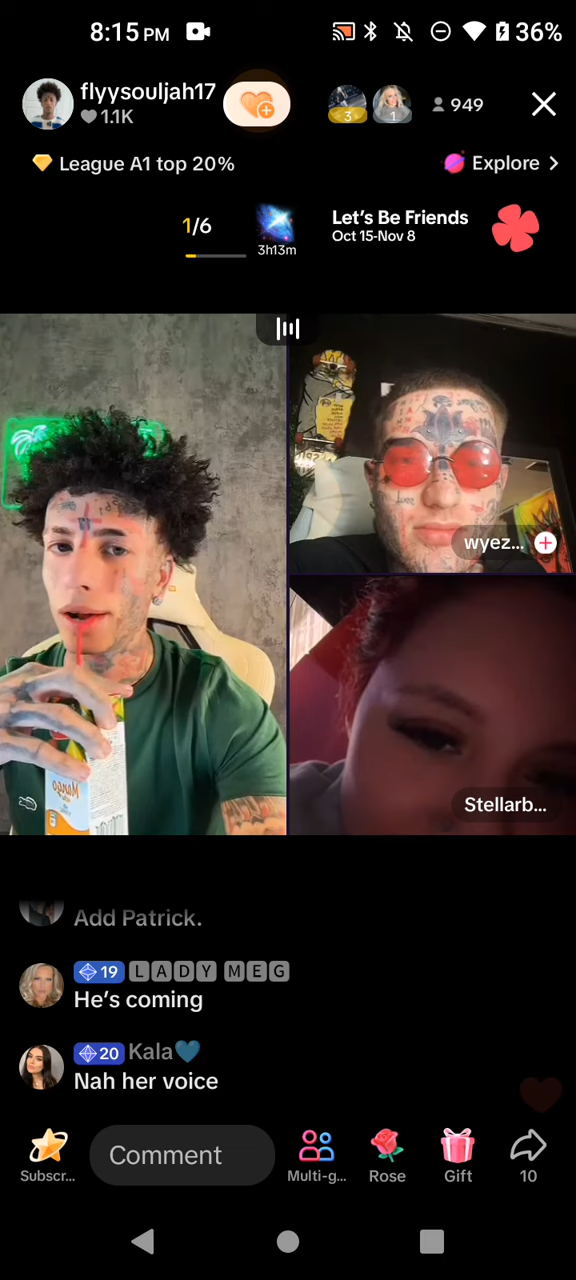 8:15 PM
36%
flyysouljah17
1.1K
3
1
949
League A1 top 20%
Explore
1/6
3h13m
Let's Be Friends
Oct 15-Nov 8
wyez...
Mango
Stellarb...
Add Patrick.
19 LADY MEG
He's coming
20 Kala
Nah her voice
Subscr...
Comment
Multi-g...
Rose
Gift
10